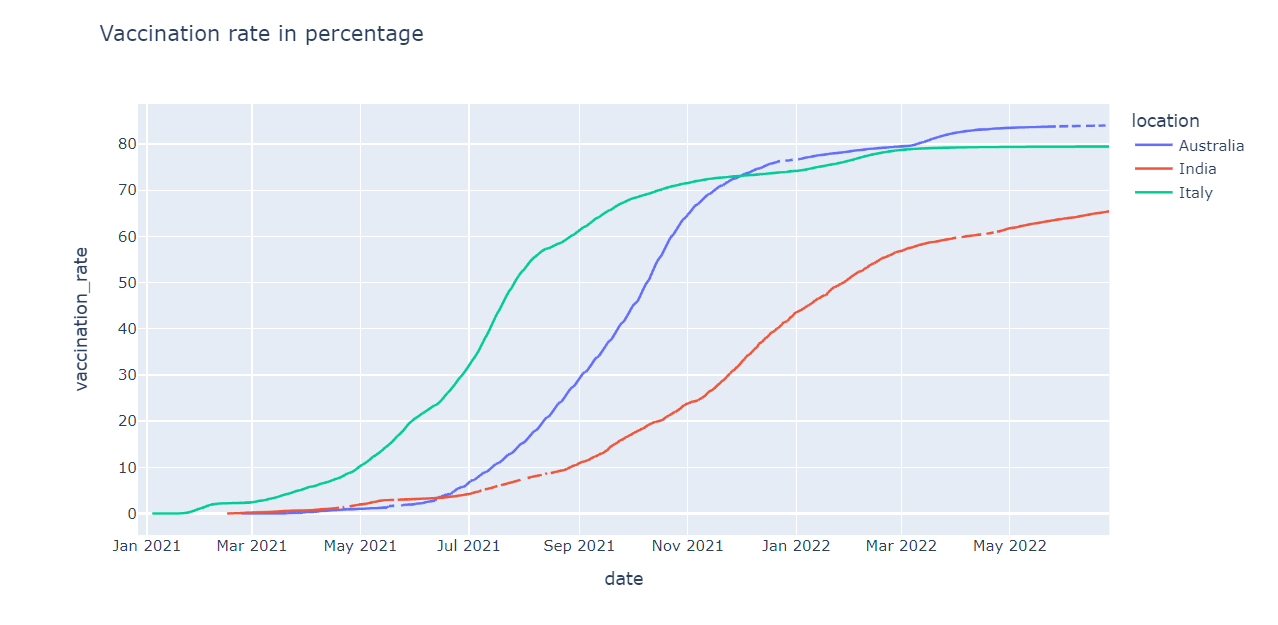 Vaccination rate in percentage
location
Australia
India
Italy
vaccination_rate
80
70
60
50
40
30
20
10
0
Jan 2021 Mar 2021 May 2021 Jul 2021 Sep 2021 Nov 2021 Jan 2022 Mar 2022 May 2022
date